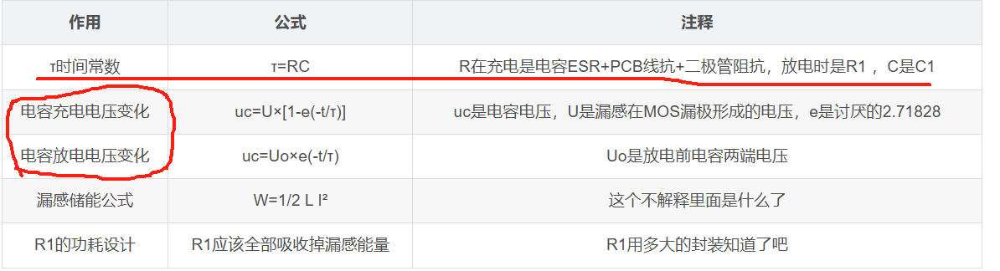 作用 公式 注释
τ时间常数 τ=RC R在充电是电容ESR+PCB线抗+二极管阻抗，放电时是R1 ，C是C1
电容充电电压变化 uc=U×[1-e(-t/τ)] uc是电容电压，U是漏感在MOS漏极形成的电压，e是讨厌的2.71828
电容放电电压变化 uc=Uo×e(-t/τ) Uo是放电前电容两端电压
漏感储能公式 W=1/2 L I² 这个不解释里面是什么了
R1的功耗设计 R1应该全部吸收掉漏感能量 R1用多大的封装知道了吧